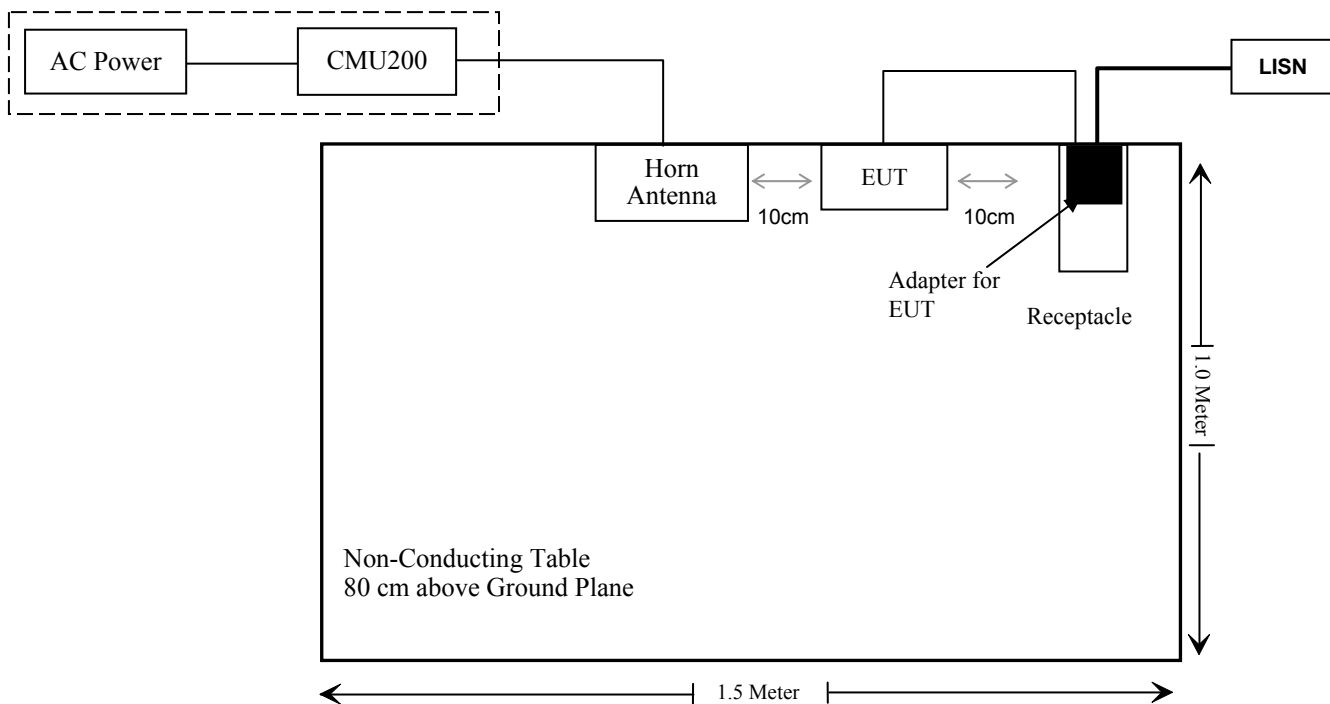 AC Power
CMU200
LISN
Horn
Antenna
EUT
10cm
10cm
Adapter for
EUT
Receptacle
1.0 Meter
Non-Conducting Table
80 cm above Ground Plane
1.5 Meter